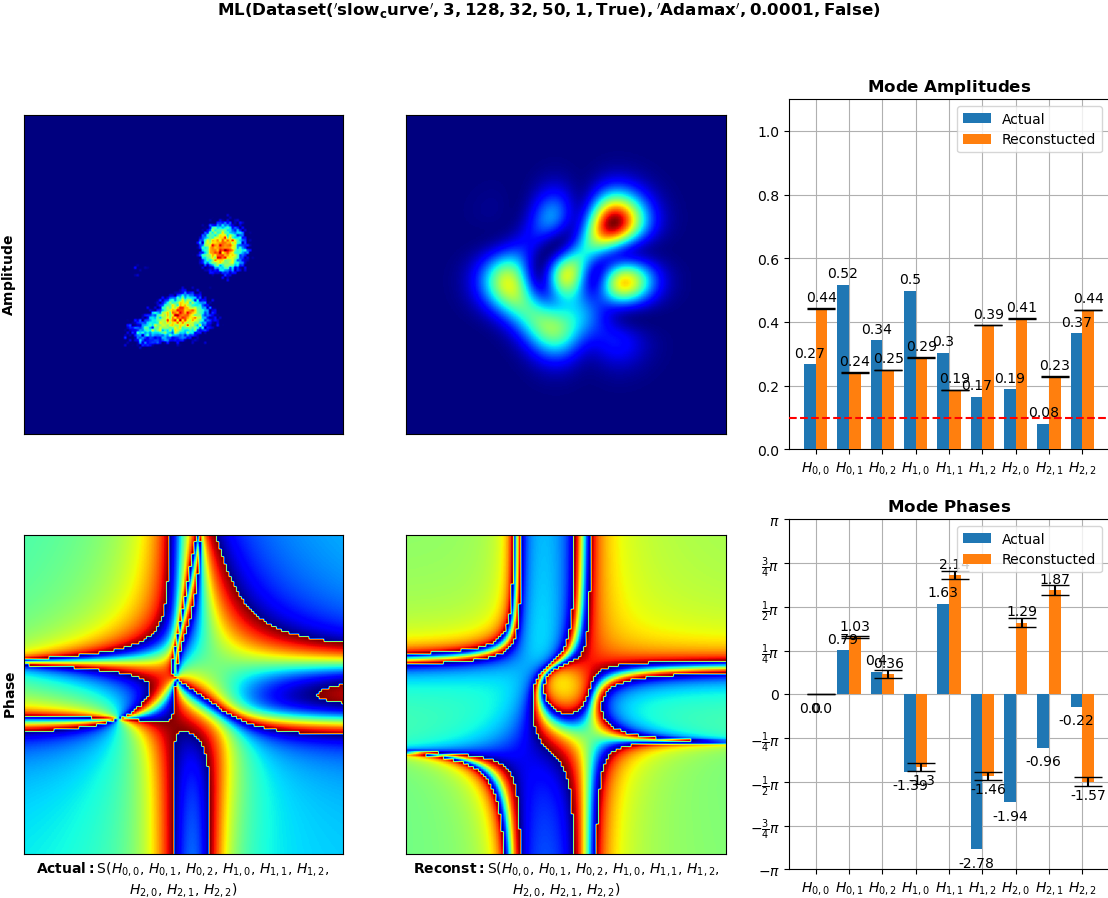 ML(Dataset('slow_curve', 3, 128, 32, 50, 1, True), 'Adamax', 0.0001, False)
Amplitude
Mode Amplitudes
Actual
Reconstucted
1.0
0.8
0.6
0.4
0.2
0.0
0.27 0.52 0.34 0.5 0.3 0.17 0.19 0.08 0.37
0.44 0.24 0.25 0.29 0.19 0.39 0.41 0.23 0.44
H0,0 H0,1 H0,2 H1,0 H1,1 H1,2 H2,0 H2,1 H2,2
Phase
Actual: S(H0,0, H0,1, H0,2, H1,0, H1,1, H1,2,
H2,0, H2,1, H2,2)
Reconst: S(H0,0, H0,1, H0,2, H1,0, H1,1, H1,2,
H2,0, H2,1, H2,2)
Mode Phases
Actual
Reconstucted
π
3/4π
1/2π
1/4π
0
−1/4π
−1/2π
−3/4π
−π
0.0 0.79 -1.39 1.63 -2.78 -1.94 -0.96 -0.22
0.0 1.03 0.36 -1.3 -1.46 1.29 1.87 -1.57
H0,0 H0,1 H0,2 H1,0 H1,1 H1,2 H2,0 H2,1 H2,2